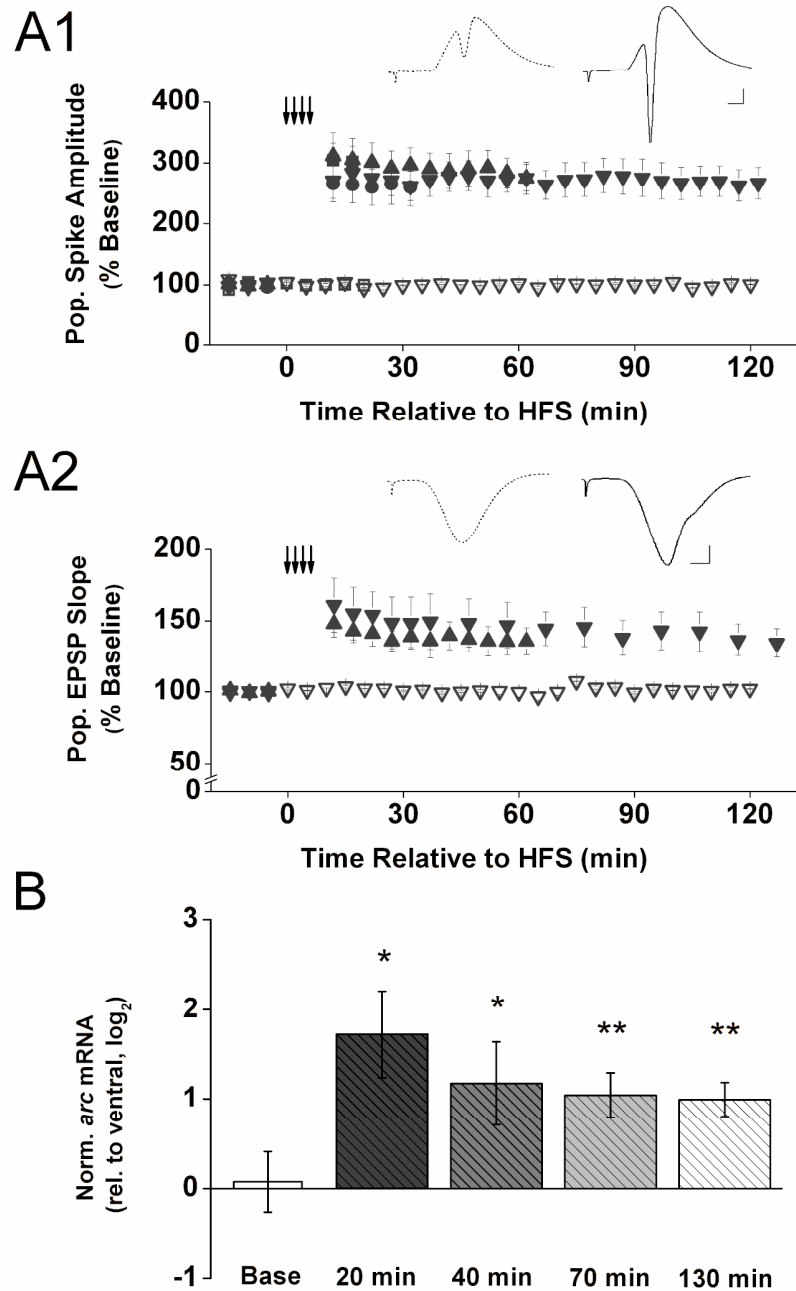 A1
400
300
200
100
0
Pop. Spike Amplitude
(% Baseline)
0 30 60 90 120
Time Relative to HFS (min)
A2
200
150
100
50
0
Pop. EPSP Slope
(% Baseline)
0 30 60 90 120
Time Relative to HFS (min)
B
3
2
1
0
-1
Norm. arc mRNA
(rel. to ventral, log₂)
* * ** **
Base 20 min 40 min 70 min 130 min